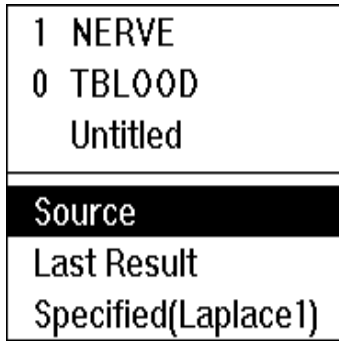 1 NERVE
0 TBLOOD
Untitled
Source
Last Result
Specified(Laplace1)